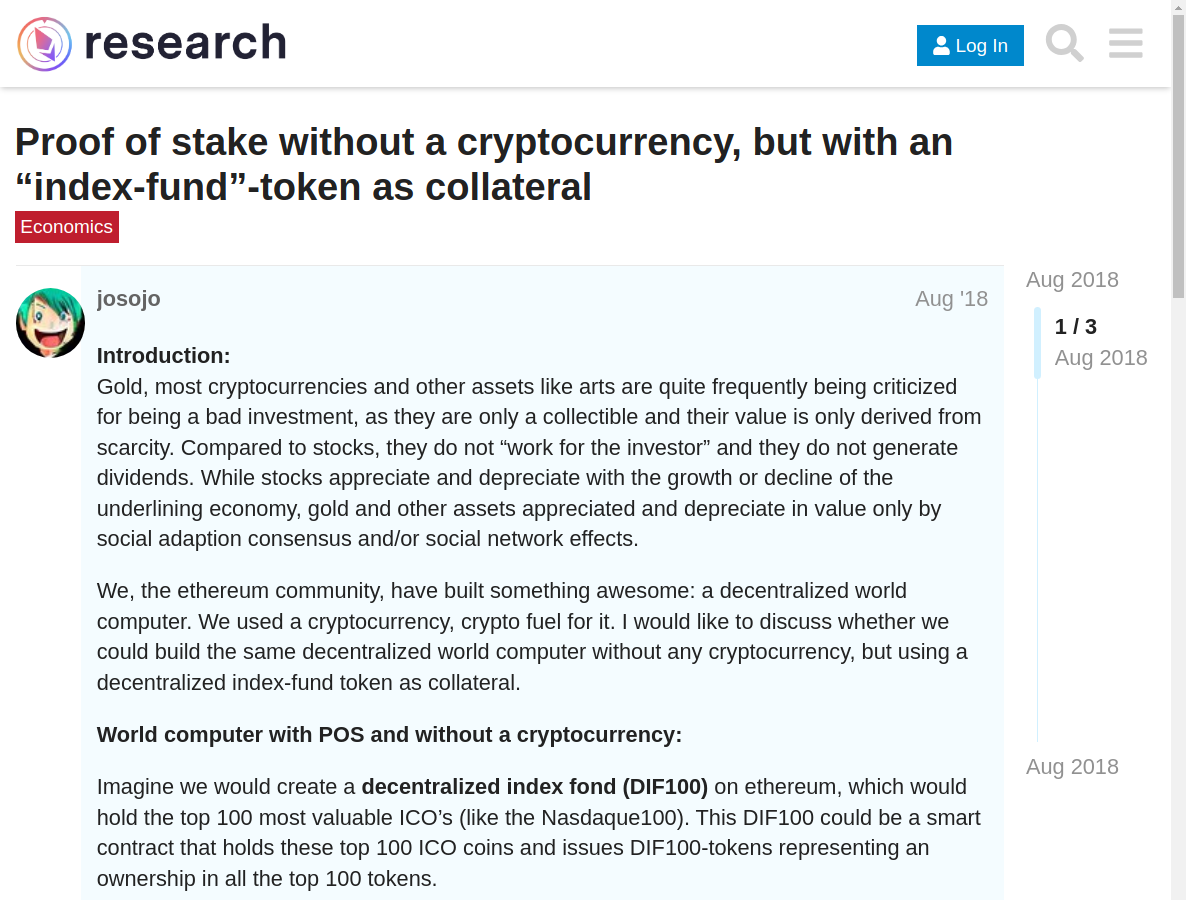 research
Log In
Proof of stake without a cryptocurrency, but with an
“index-fund”-token as collateral
Economics
josojo
Aug '18
Introduction:
Gold, most cryptocurrencies and other assets like arts are quite frequently being criticized
for being a bad investment, as they are only a collectible and their value is only derived from
scarcity. Compared to stocks, they do not “work for the investor” and they do not generate
dividends. While stocks appreciate and depreciate with the growth or decline of the
underlining economy, gold and other assets appreciated and depreciate in value only by
social adaption consensus and/or social network effects.
We, the ethereum community, have built something awesome: a decentralized world
computer. We used a cryptocurrency, crypto fuel for it. I would like to discuss whether we
could build the same decentralized world computer without any cryptocurrency, but using a
decentralized index-fund token as collateral.
World computer with POS and without a cryptocurrency:
Imagine we would create a decentralized index fond (DIF100) on ethereum, which would
hold the top 100 most valuable ICO’s (like the Nasdaque100). This DIF100 could be a smart
contract that holds these top 100 ICO coins and issues DIF100-tokens representing an
ownership in all the top 100 tokens.
Aug 2018
1 / 3
Aug 2018
Aug 2018